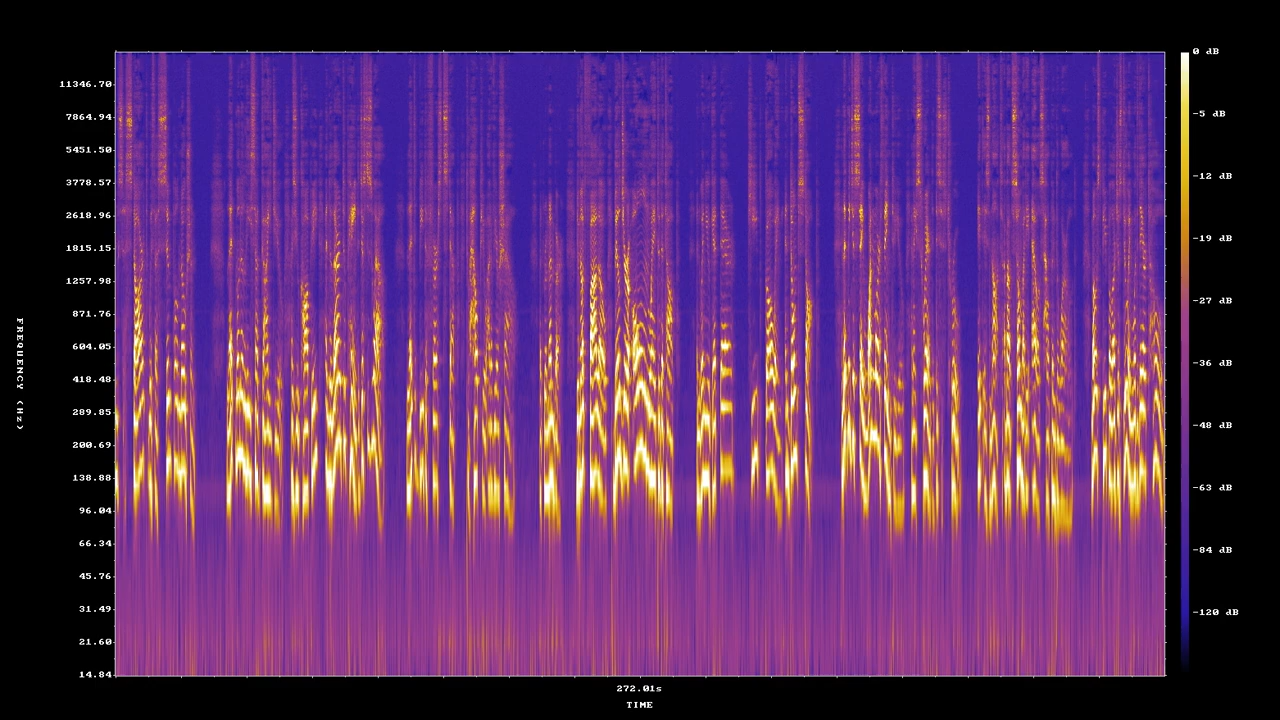 0 dB
11346.70
-5 dB
7864.94
5451.50
-12 dB
3778.57
2618.96
-19 dB
1815.15
1257.98
-27 dB
871.76
604.05
-36 dB
418.48
289.85
-48 dB
200.69
138.88
-63 dB
96.04
66.34
-84 dB
45.76
31.49
-120 dB
21.60
14.84
FREQUENCY (Hz)
272.01s
TIME